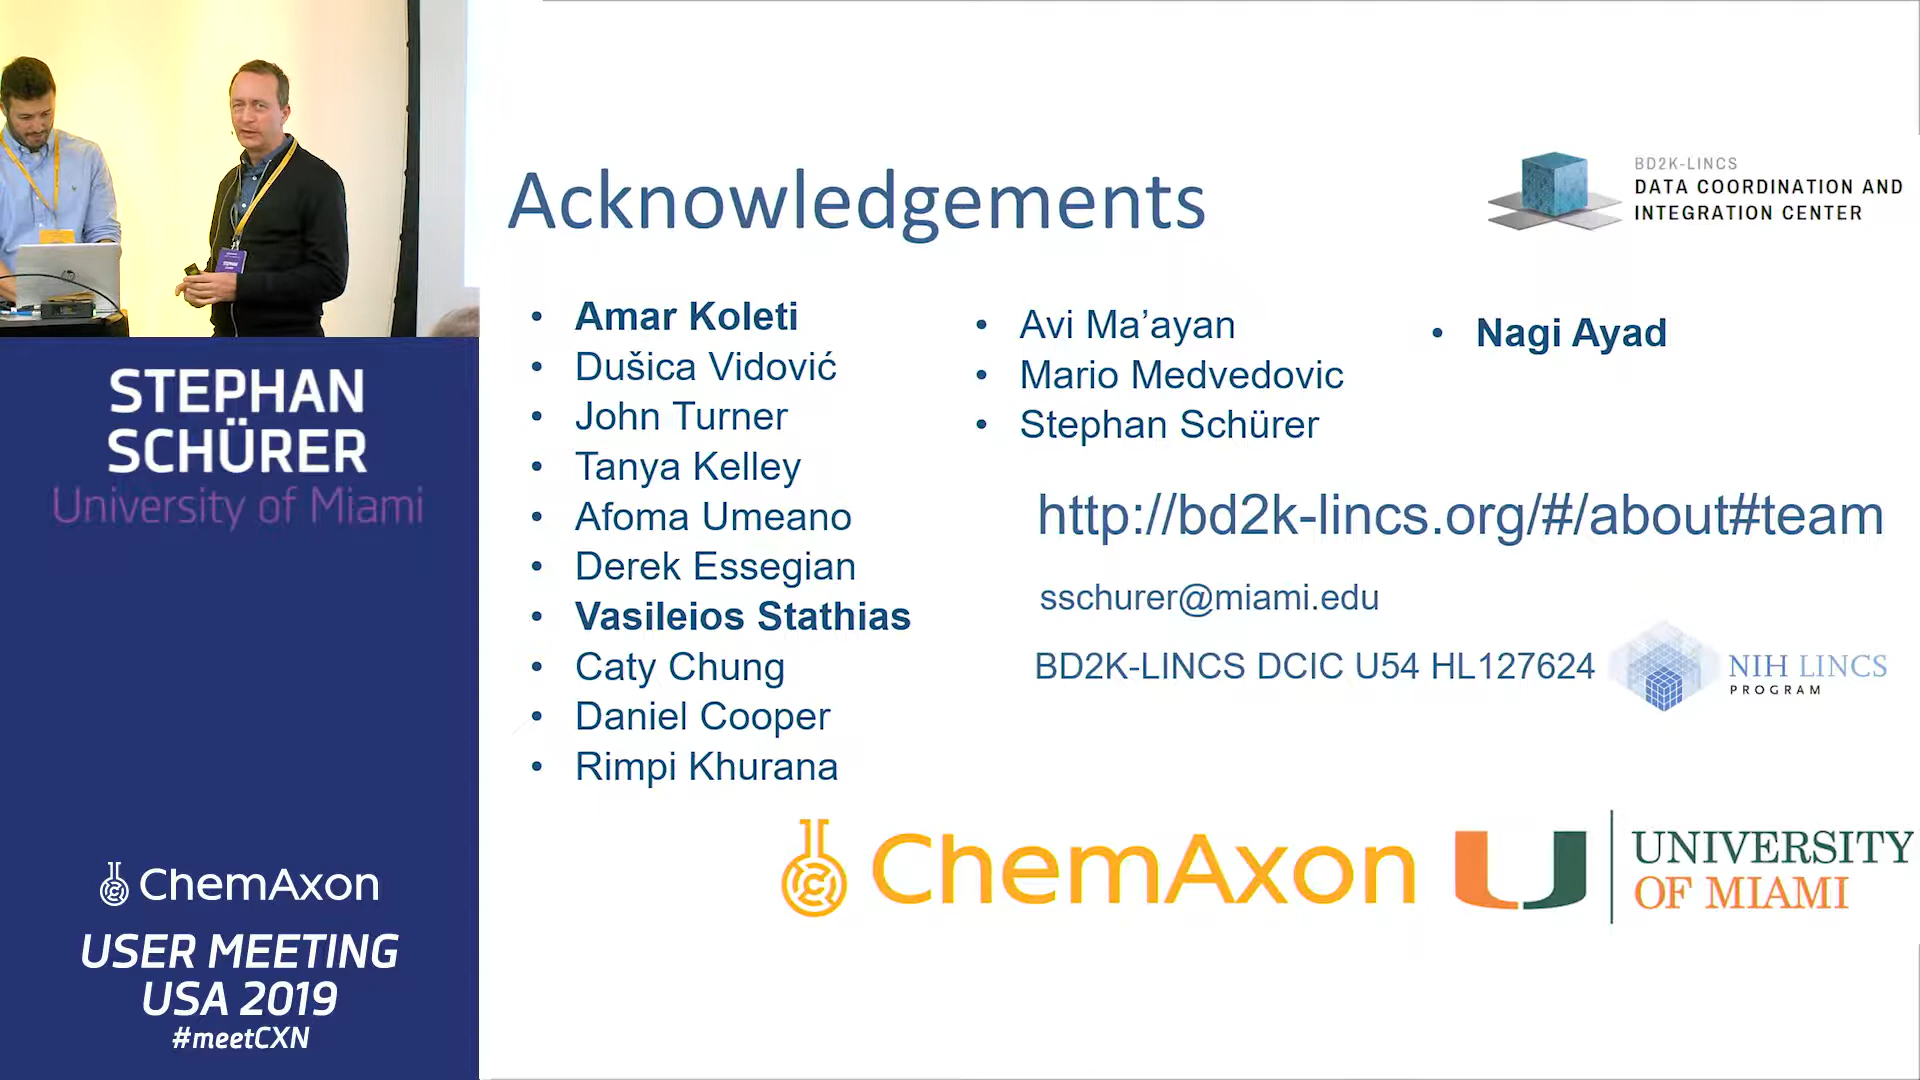 STEPHAN
SCHÜRER
University of Miami
ChemAxon
USER MEETING
USA 2019
#meetCXN
Acknowledgements
BD2K-LINCS
DATA COORDINATION AND
INTEGRATION CENTER
• Amar Koleti
• Dušica Vidović
• John Turner
• Tanya Kelley
• Afoma Umeano
• Derek Essegian
• Vasileios Stathias
• Caty Chung
• Daniel Cooper
• Rimpi Khurana
• Avi Ma’ayan
• Mario Medvedovic
• Stephan Schürer
• Nagi Ayad
http://bd2k-lincs.org/#/about#team
sschurer@miami.edu
BD2K-LINCS DCIC U54 HL127624
NIH LINCS
PROGRAM
ChemAxon
UNIVERSITY
OF MIAMI